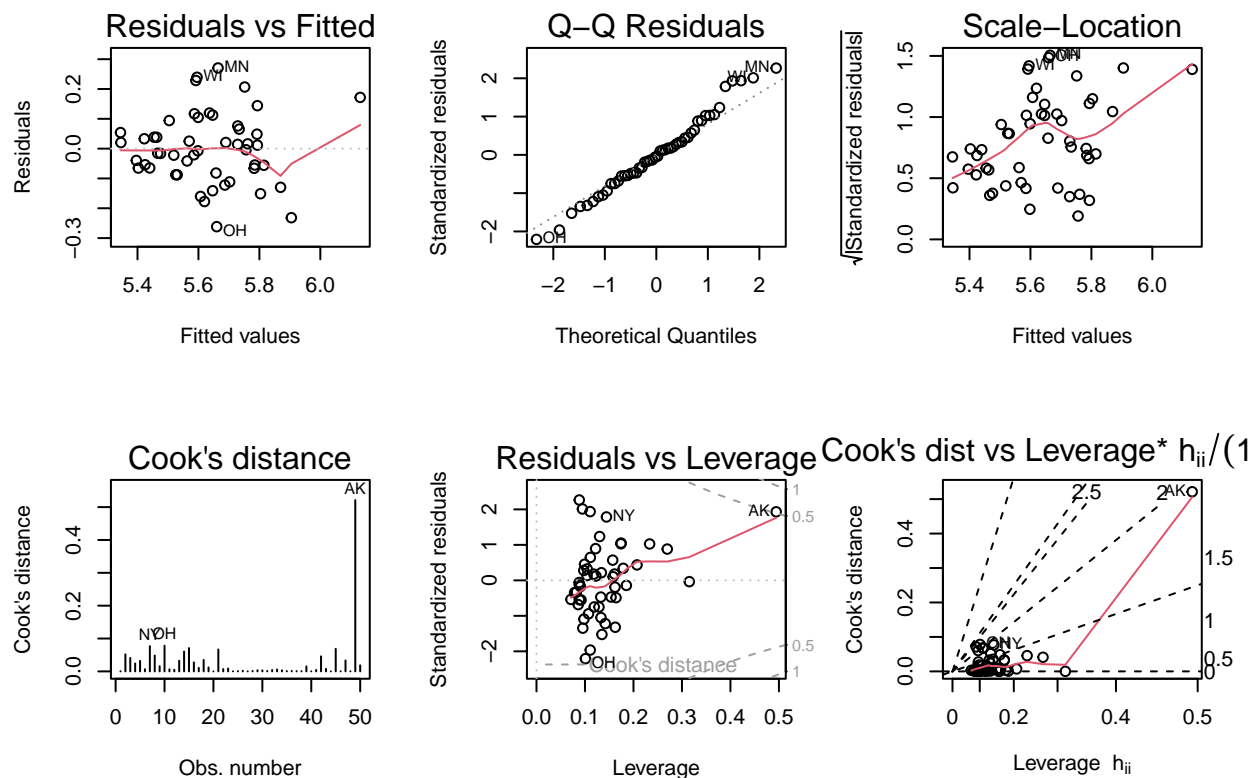 Residuals vs Fitted
Residuals
−0.3 0.0 0.2
MN
WI
OH
5.4 5.6 5.8 6.0
Fitted values
Q−Q Residuals
Standardized residuals
−2 0 2
MN
WI
OH
−2 −1 0 1 2
Theoretical Quantiles
Scale−Location
√|Standardized residuals|
0.0 0.5 1.0 1.5
MN
OH
WI
5.4 5.6 5.8 6.0
Fitted values
Cook's distance
Cook's distance
0.0 0.2 0.4
AK
NY
OH
0 10 20 30 40 50
Obs. number
Residuals vs Leverage
Standardized residuals
−2 −1 0 1 2
1
0.5
AK
NY
OH
0.5
1
Cook's distance
0.0 0.1 0.2 0.3 0.4 0.5
Leverage
Cook's dist vs Leverage* hii/(1
Cook's distance
0.0 0.2 0.4
2.5
2
AK
1.5
1
0.5
0
NY
0 0.2 0.4 0.5
Leverage hii